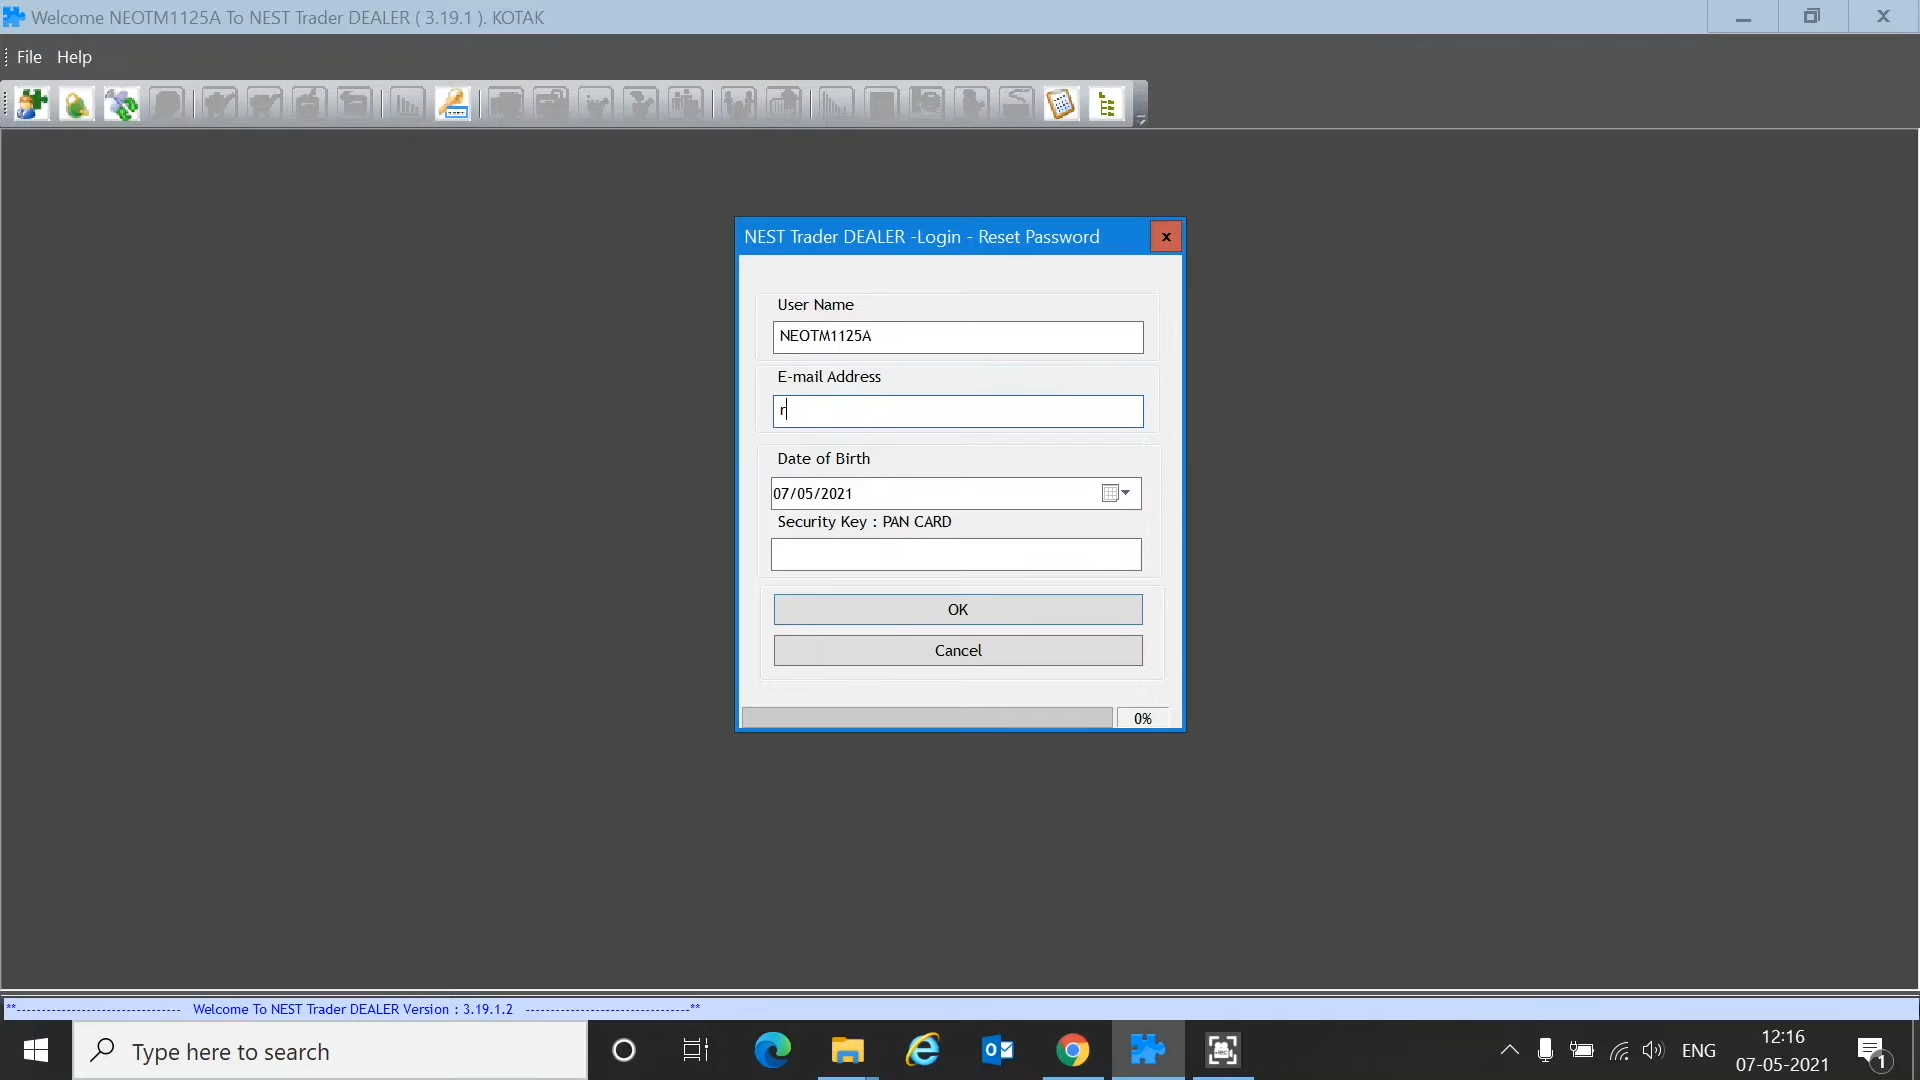 Welcome NEOTM1125A To NEST Trader DEALER ( 3.19.1 ). KOTAK
File Help
NEST Trader DEALER -Login - Reset Password
x
User Name
NEOTM1125A
E-mail Address
r
Date of Birth
07/05/2021
Security Key : PAN CARD
OK
Cancel
0%
**------------------------------- Welcome To NEST Trader DEALER Version : 3.19.1.2 -------------------------------**
Type here to search
ENG
12:16
07-05-2021
1